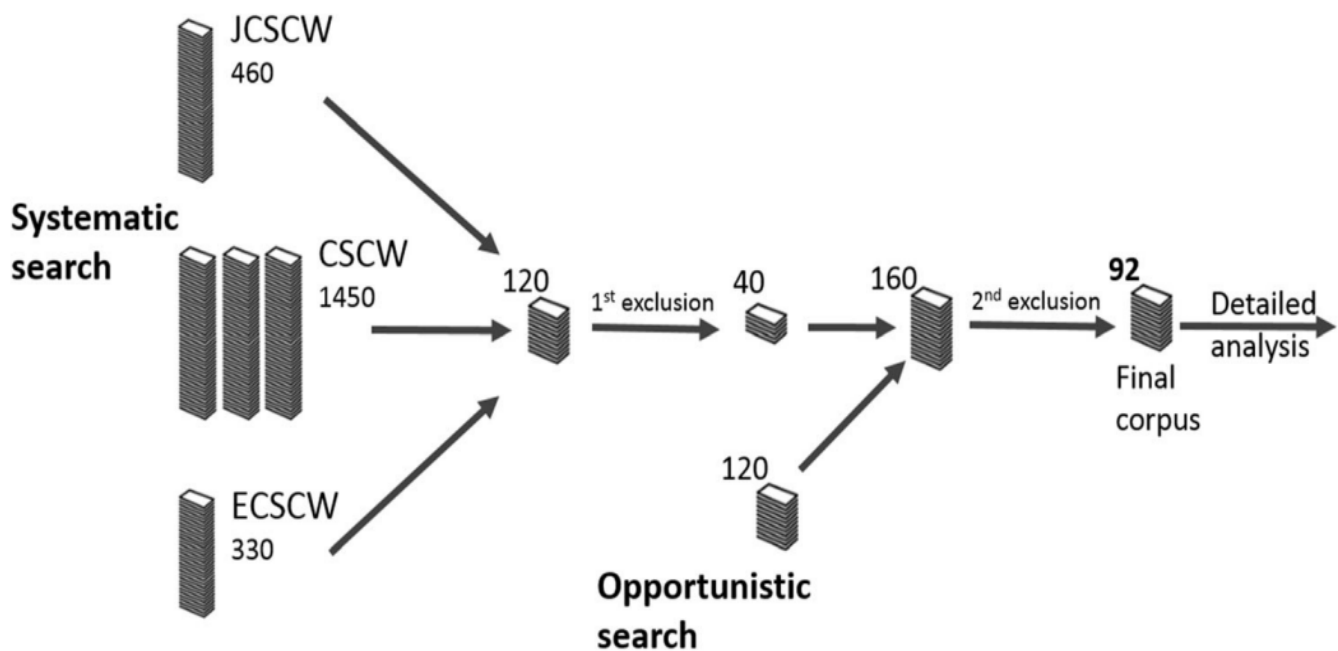 JCSCW
460
Systematic
search
CSCW
1450
120
1st exclusion
40
160
2nd exclusion
92
Detailed
analysis
Final
corpus
ECSCW
330
120
Opportunistic
search